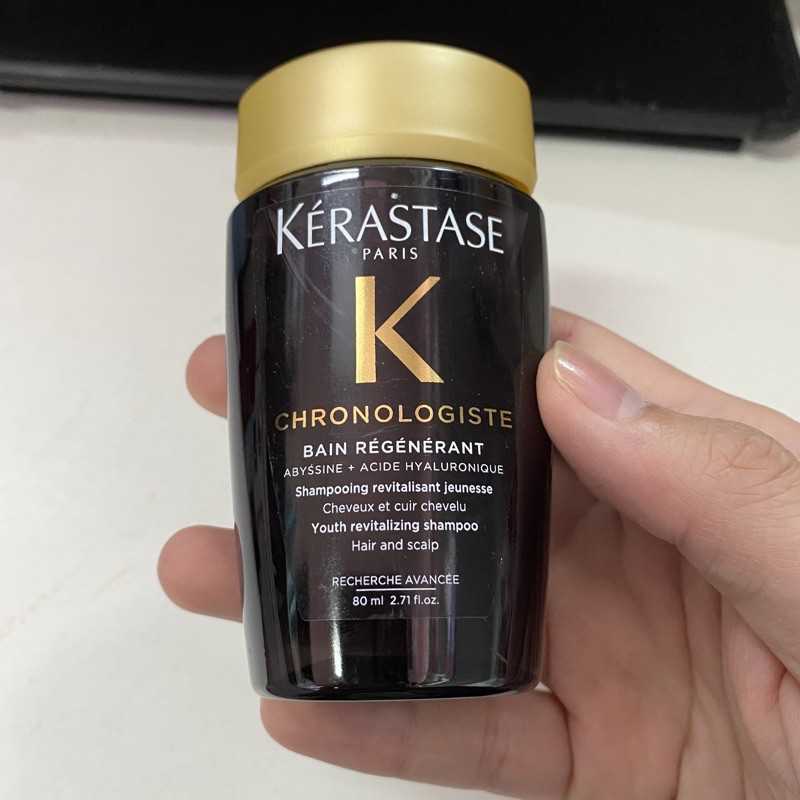 KÉRASTASE
PARIS
K
CHRONOLOGISTE
BAIN RÉGÉNÉRANT
ABYSSINE + ACIDE HYALURONIQUE
Shampooing revitalisant jeunesse
Cheveux et cuir chevelu
Youth revitalizing shampoo
Hair and scalp
RECHERCHE AVANCÉE
80 ml 2.71 fl.oz.